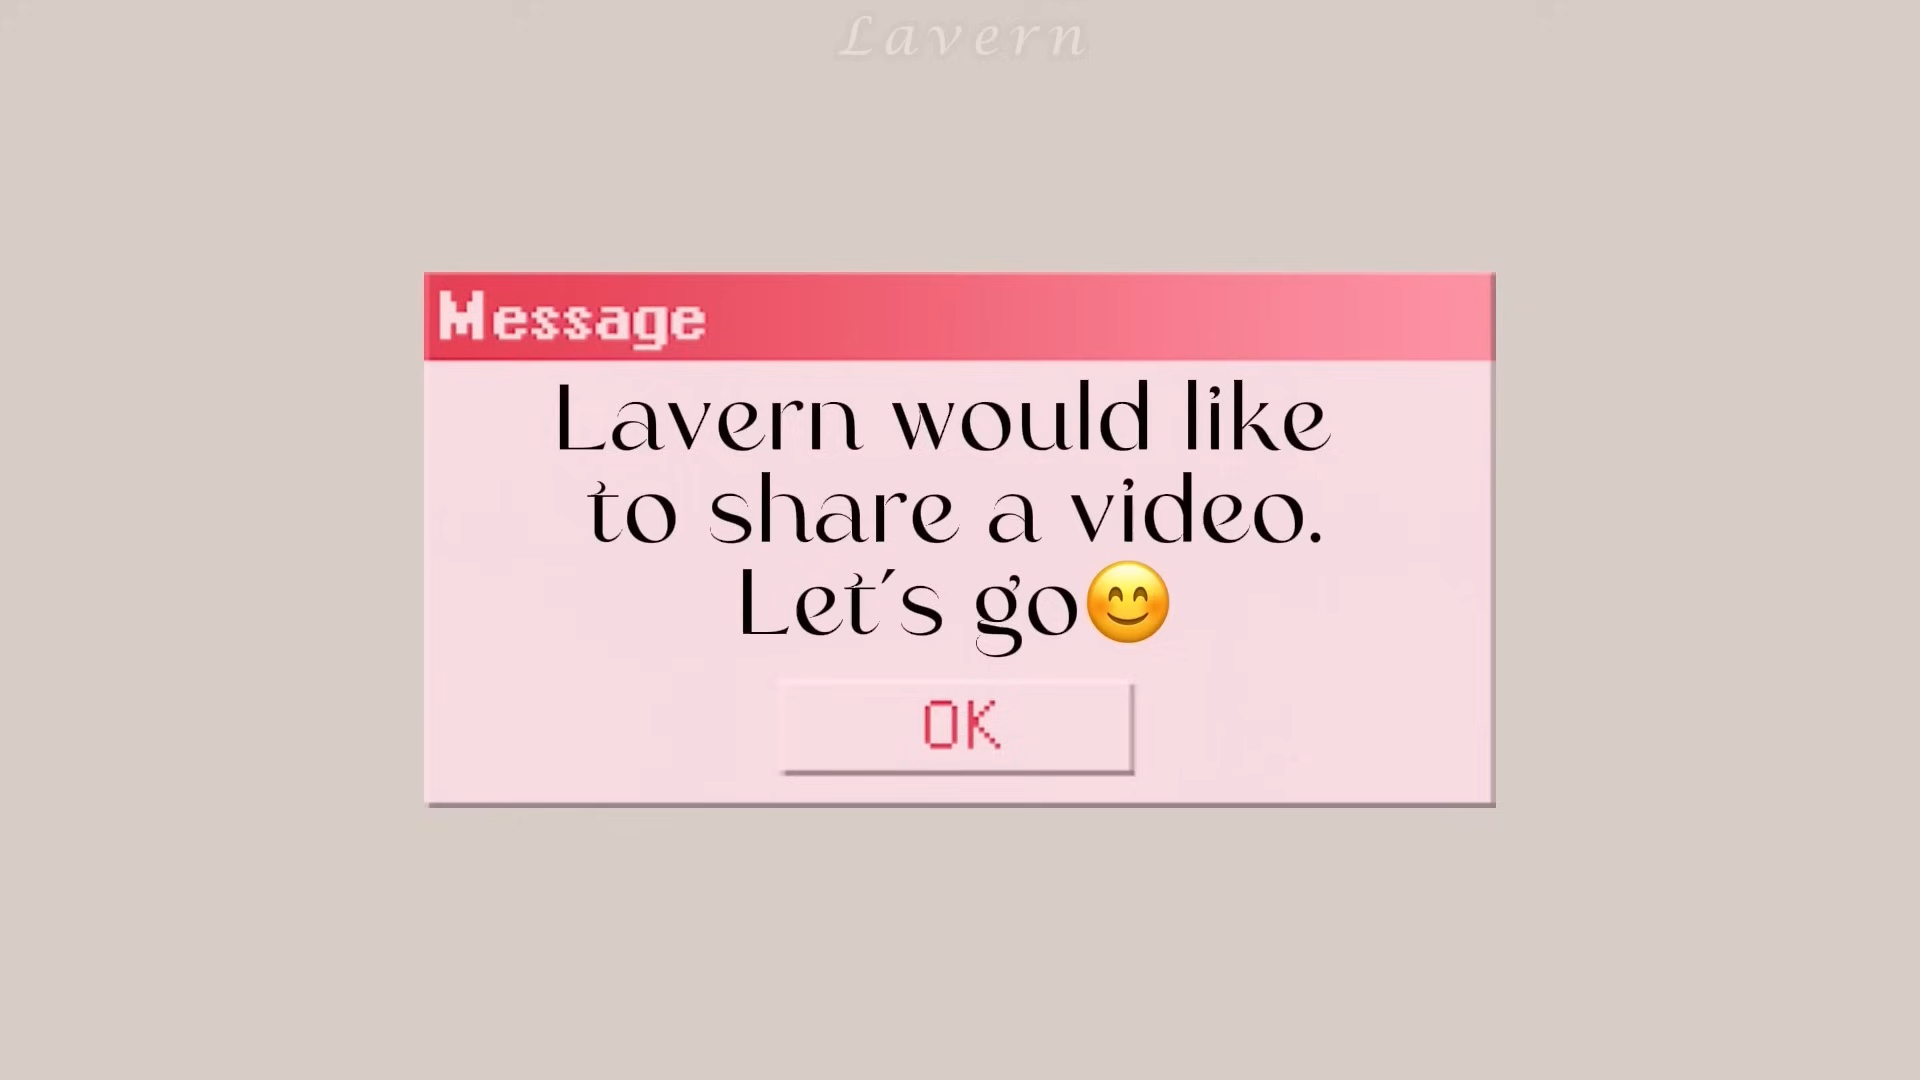 Lavern
Message
Lavern would like
to share a video.
Let's go😊
OK